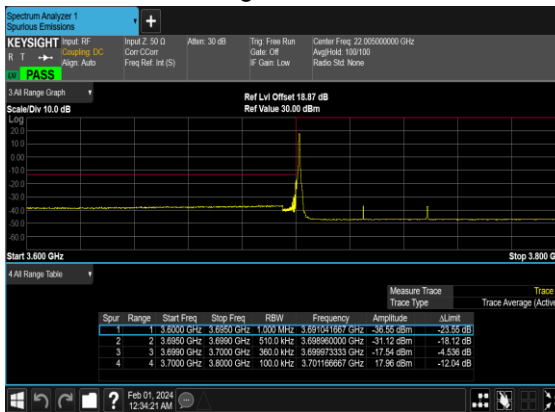 Spectrum Analyzer 1
Spurious Emissions
KEYSIGHT Input: RF Input Z: 50 Ω Atten: 30 dB Trig: Free Run Center Freq: 22.005000000 GHz
R T Coupling: DC Corr CCorr Gate: Off Avg|Hold: 100/100
Align: Auto Freq Ref: Int (S) IF Gain: Low Radio Std: None
PASS
3 All Range Graph
Ref Lvl Offset 18.87 dB
Scale/Div 10.0 dB Ref Value 30.00 dBm
Log
20.0
10.0
0.00
-10.0
-20.0
-30.0
-40.0
-50.0
-60.0
Start 3.600 GHz Stop 3.800 G
4 All Range Table
Measure Trace Trace
Trace Type Trace Average (Active
Spur Range Start Freq Stop Freq RBW Frequency Amplitude ΔLimit
1 1 3.6000 GHz 3.6950 GHz 1.000 MHz 3.691041667 GHz -36.55 dBm -23.55 dB
2 2 3.6950 GHz 3.6990 GHz 510.0 kHz 3.698960000 GHz -31.12 dBm -18.12 dB
3 3 3.6990 GHz 3.7000 GHz 360.0 kHz 3.699973333 GHz -17.54 dBm -4.536 dB
4 4 3.7000 GHz 3.8000 GHz 100.0 kHz 3.701166667 GHz 17.96 dBm -12.04 dB
Feb 01, 2024
12:34:21 AM